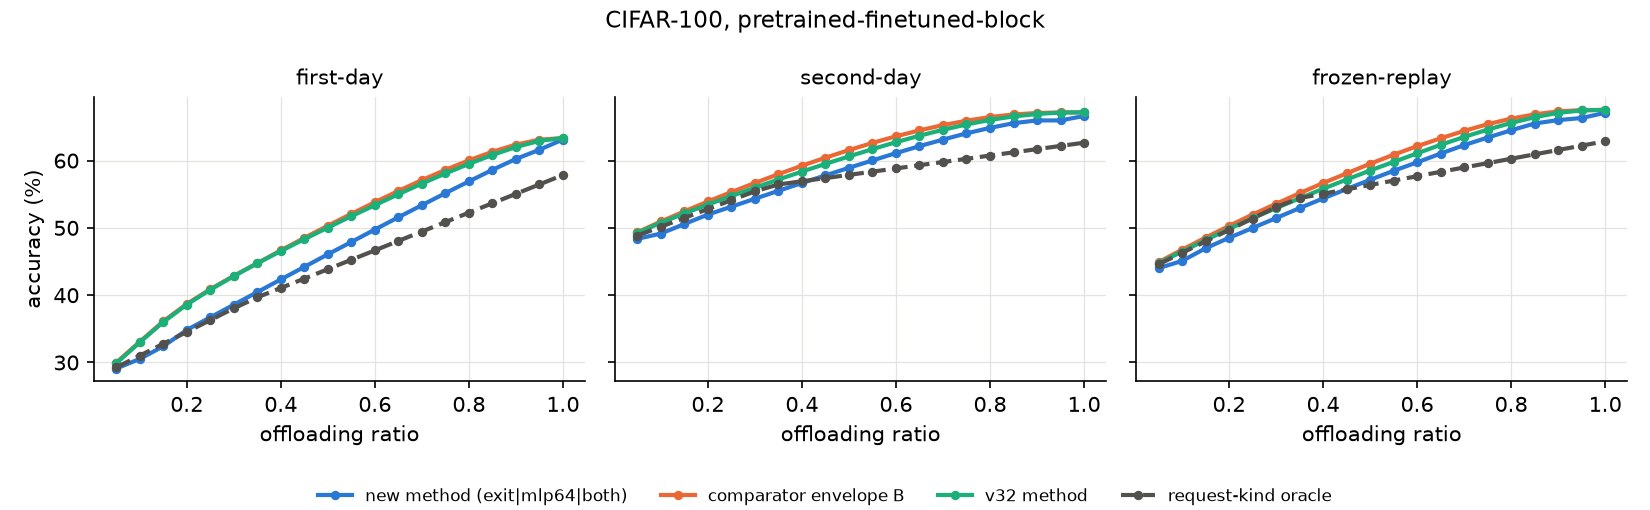 CIFAR-100, pretrained-finetuned-block
first-day
second-day
frozen-replay
accuracy (%)
60
50
40
30
0.2 0.4 0.6 0.8 1.0
0.2 0.4 0.6 0.8 1.0
0.2 0.4 0.6 0.8 1.0
offloading ratio
offloading ratio
offloading ratio
new method (exit|mlp64|both)
comparator envelope B
v32 method
request-kind oracle